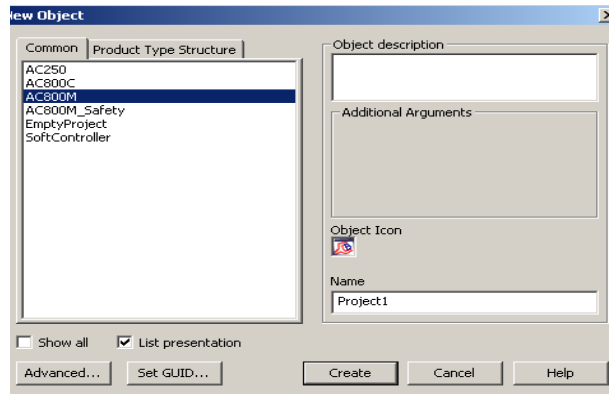 New Object
Common
Product Type Structure
AC250
AC800C
AC800M
AC800M_Safety
EmptyProject
SoftController
Show all
List presentation
Object description
Additional Arguments
Object Icon
Name
Project1
Advanced...
Set GUID...
Create
Cancel
Help